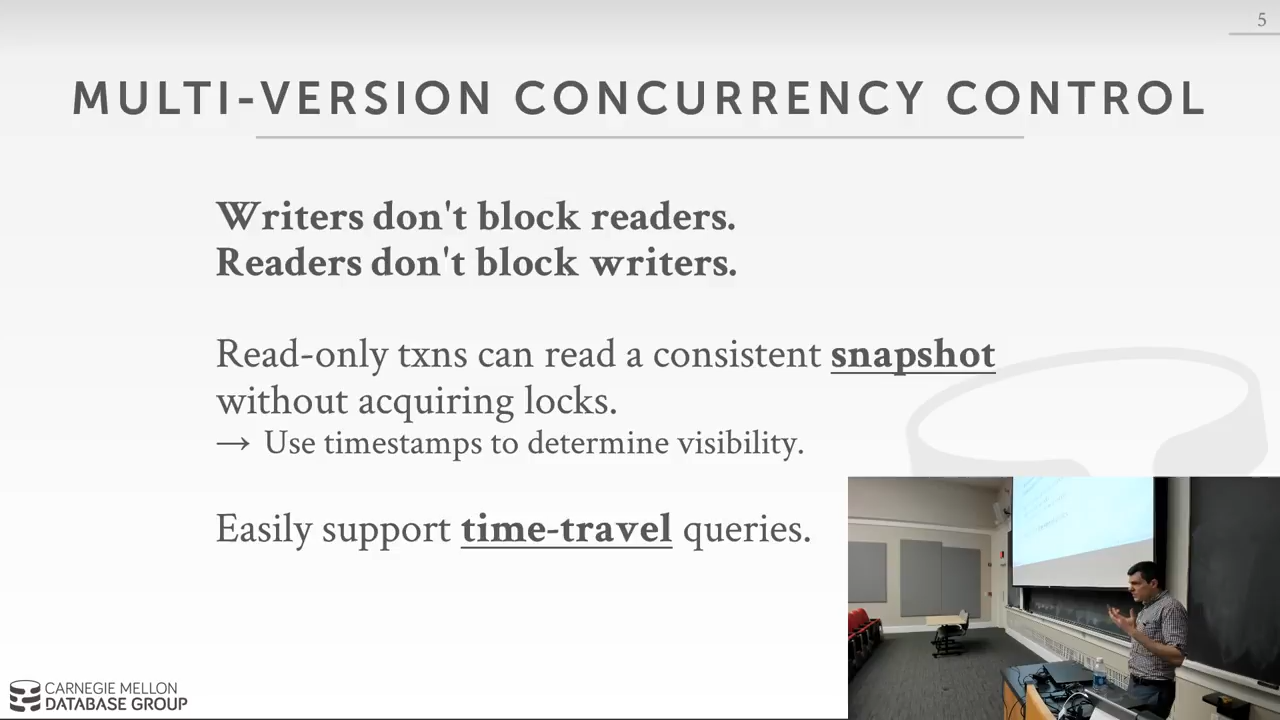 5
MULTI-VERSION CONCURRENCY CONTROL
Writers don't block readers.
Readers don't block writers.
Read-only txns can read a consistent snapshot
without acquiring locks.
→ Use timestamps to determine visibility.
Easily support time-travel queries.
CARNEGIE MELLON
DATABASE GROUP